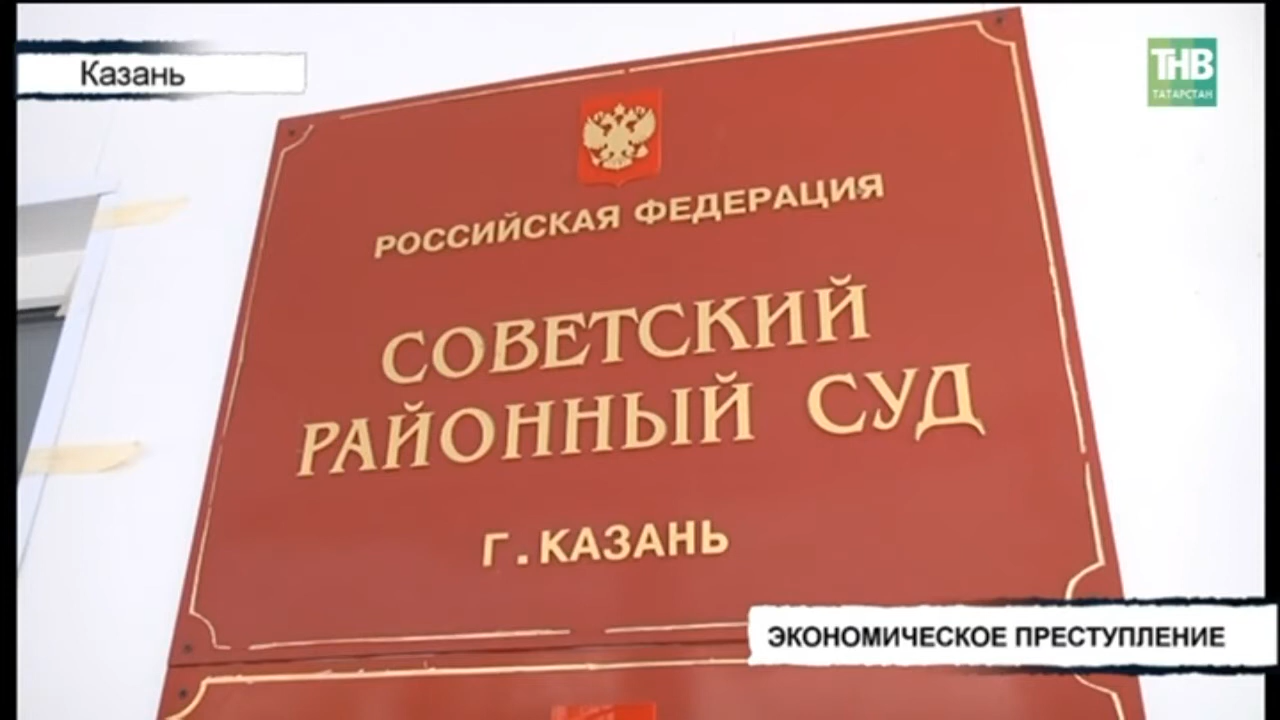 Казань
ТНВ
ТАТАРСТАН
РОССИЙСКАЯ ФЕДЕРАЦИЯ
СОВЕТСКИЙ
РАЙОННЫЙ СУД
Г. КАЗАНЬ
ЭКОНОМИЧЕСКОЕ ПРЕСТУПЛЕНИЕ